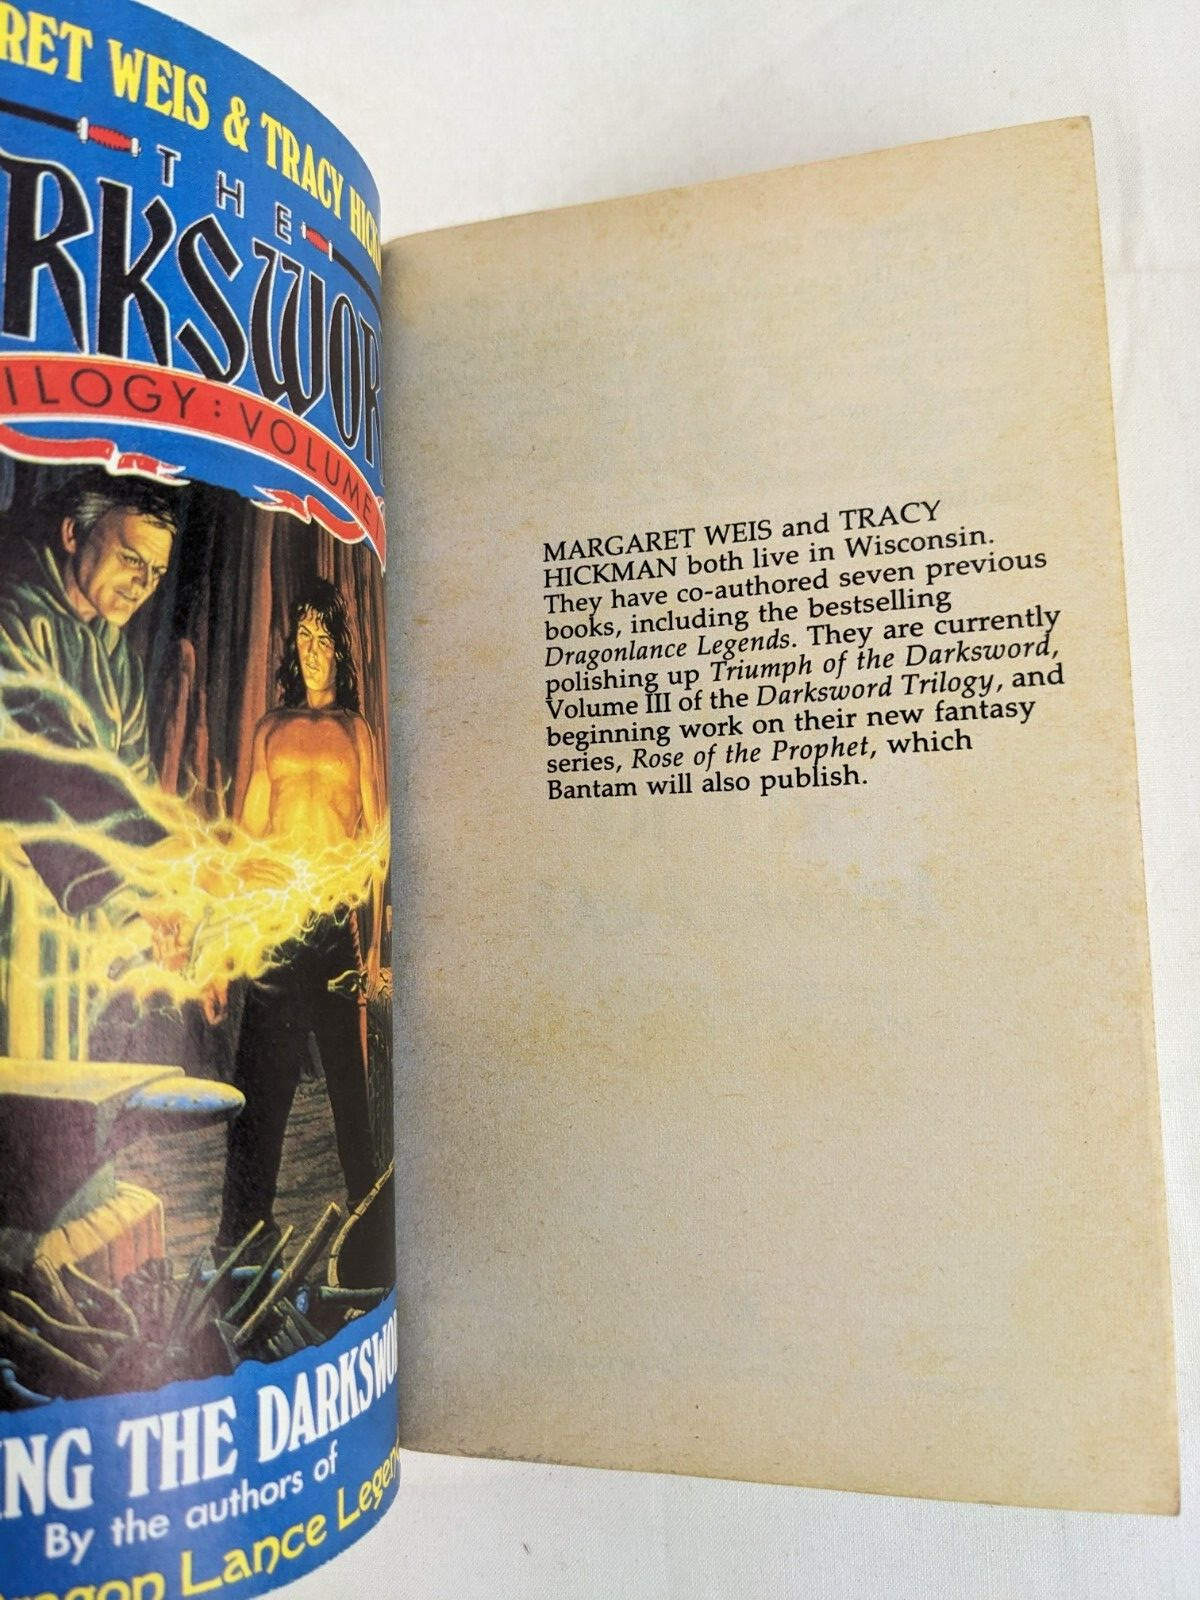 RET WEIS & TRACY HICK
THE
RKSWOR
ILOGY: VOLUME
MARGARET WEIS and TRACY
HICKMAN both live in Wisconsin.
They have co-authored seven previous
books, including the bestselling
Dragonlance Legends. They are currently
polishing up Triumph of the Darksword,
Volume III of the Darksword Trilogy, and
beginning work on their new fantasy
series, Rose of the Prophet, which
Bantam will also publish.
ING THE DARKSWO
By the authors of
ragon Lance Legen